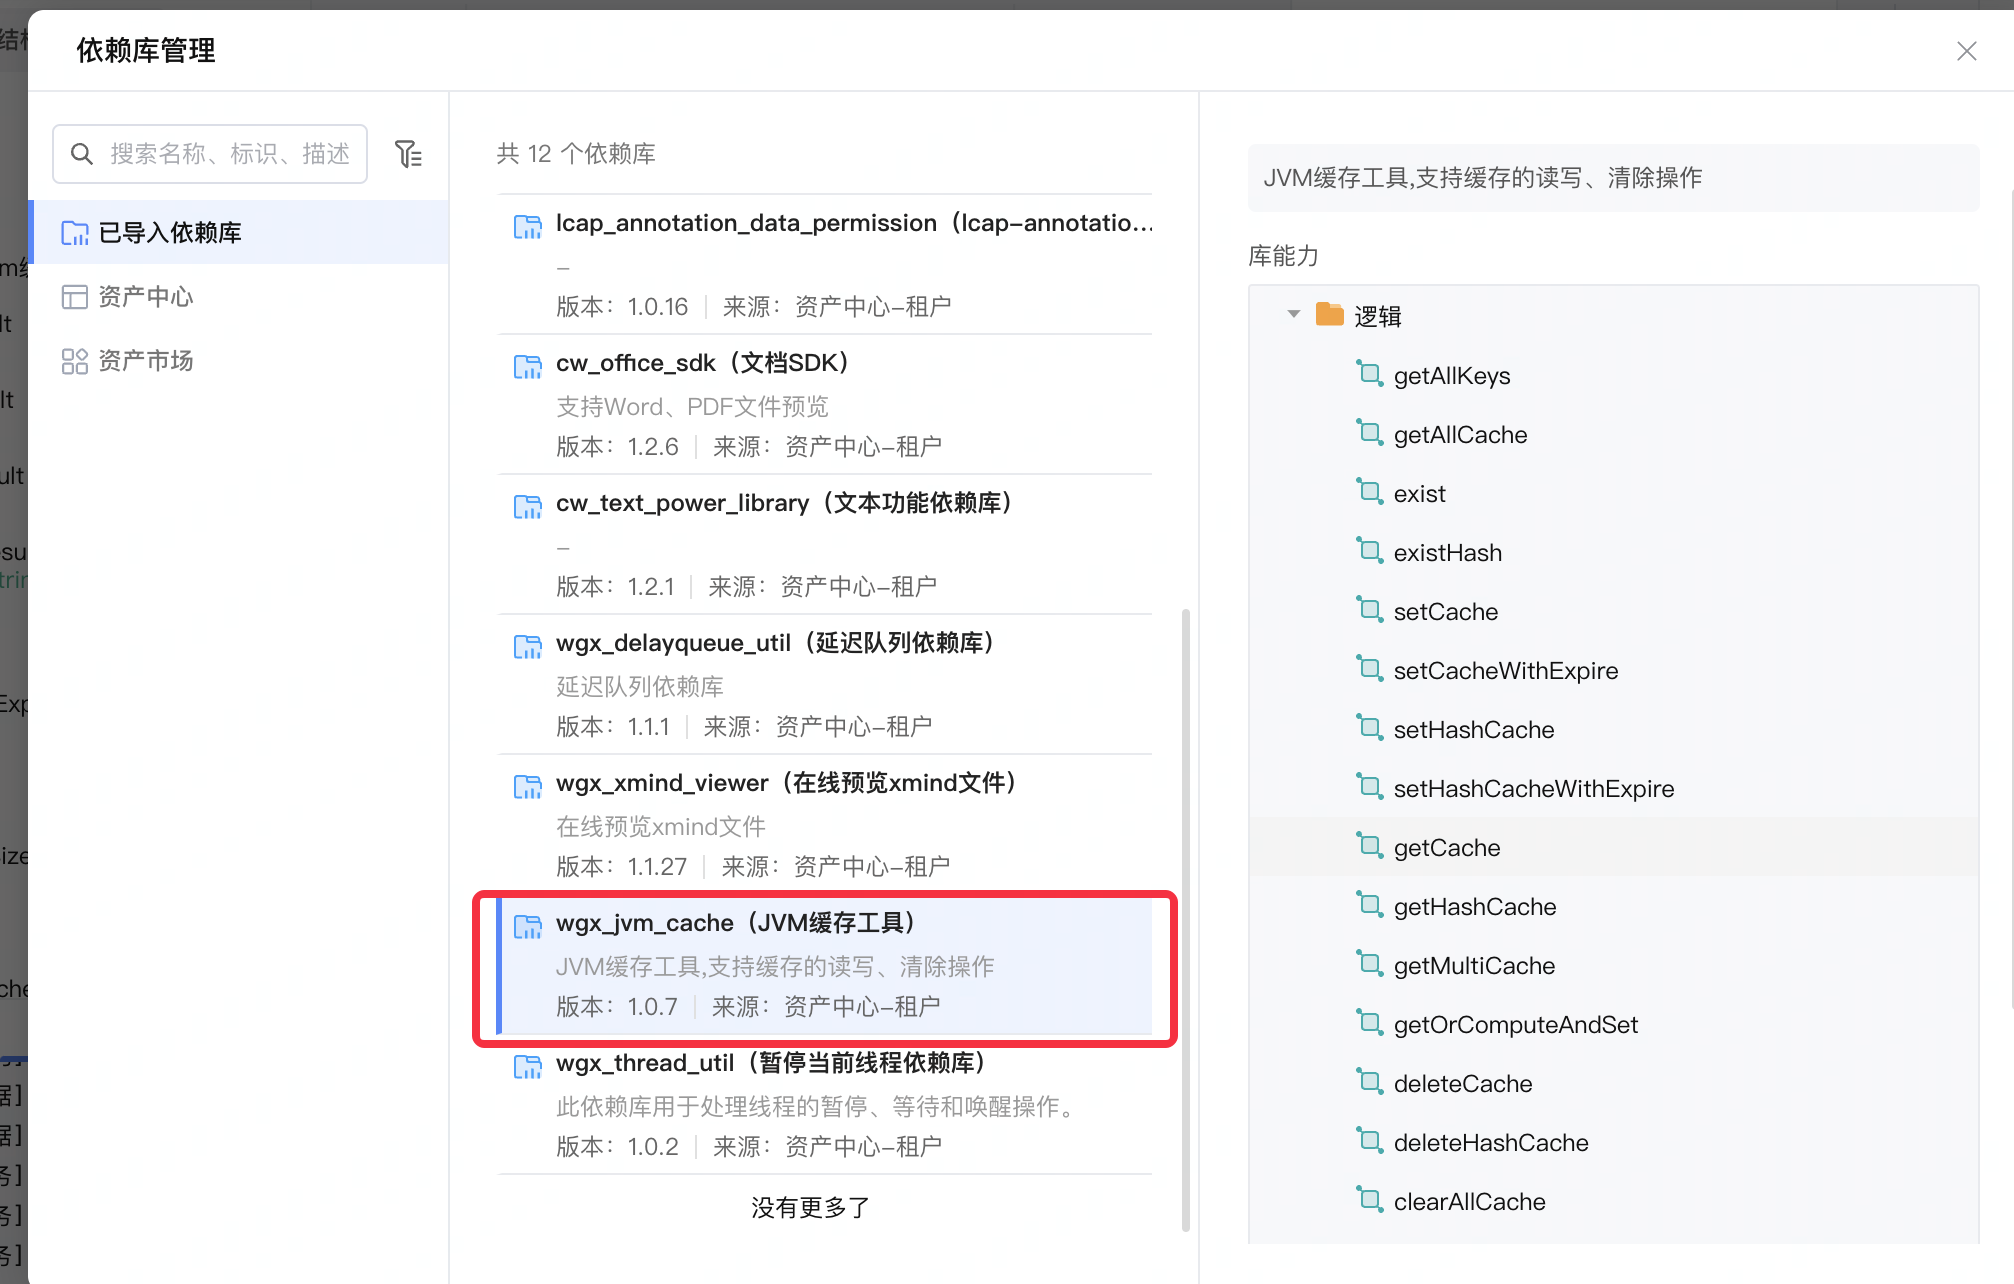 依赖库管理
搜索名称、标识、描述
已导入依赖库
资产中心
资产市场
共 12 个依赖库
lcap_annotation_data_permission（lcap-annotatio...
–
版本：1.0.16 | 来源：资产中心-租户
cw_office_sdk（文档SDK）
支持Word、PDF文件预览
版本：1.2.6 | 来源：资产中心-租户
cw_text_power_library（文本功能依赖库）
–
版本：1.2.1 | 来源：资产中心-租户
wgx_delayqueue_util（延迟队列依赖库）
延迟队列依赖库
版本：1.1.1 | 来源：资产中心-租户
wgx_xmind_viewer（在线预览xmind文件）
在线预览xmind文件
版本：1.1.27 | 来源：资产中心-租户
wgx_jvm_cache（JVM缓存工具）
JVM缓存工具,支持缓存的读写、清除操作
版本：1.0.7 | 来源：资产中心-租户
wgx_thread_util（暂停当前线程依赖库）
此依赖库用于处理线程的暂停、等待和唤醒操作。
版本：1.0.2 | 来源：资产中心-租户
没有更多了
JVM缓存工具,支持缓存的读写、清除操作
库能力
逻辑
getAllKeys
getAllCache
exist
existHash
setCache
setCacheWithExpire
setHashCache
setHashCacheWithExpire
getCache
getHashCache
getMultiCache
getOrComputeAndSet
deleteCache
deleteHashCache
clearAllCache